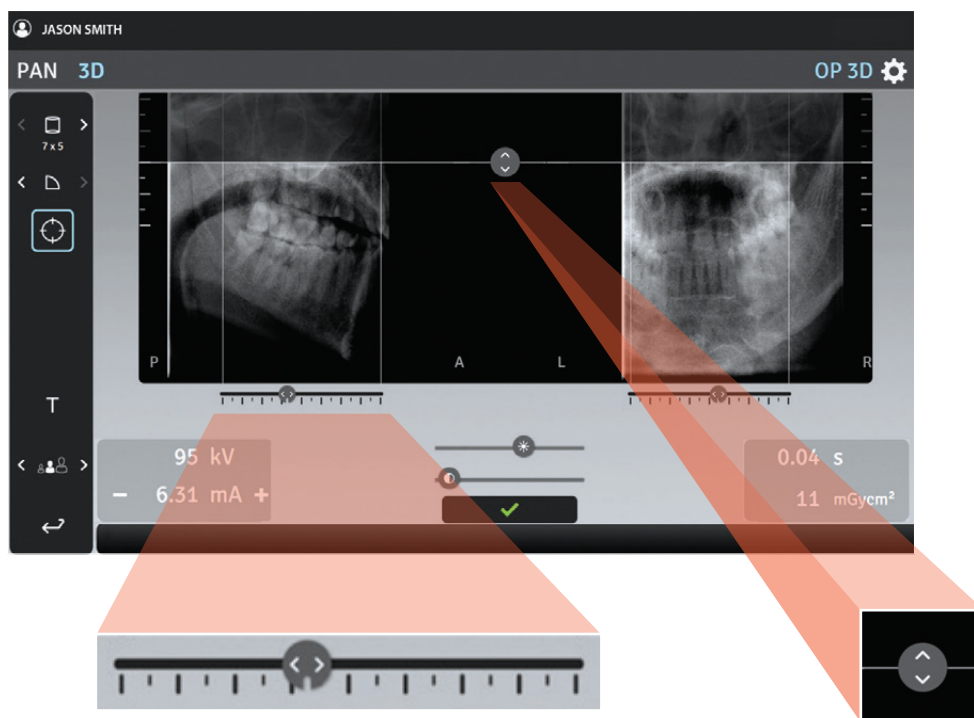 JASON SMITH
PAN 3D OP 3D
7 x 5
P A L R
T
95 kV
6.31 mA
0.04 s
11 mGycm²